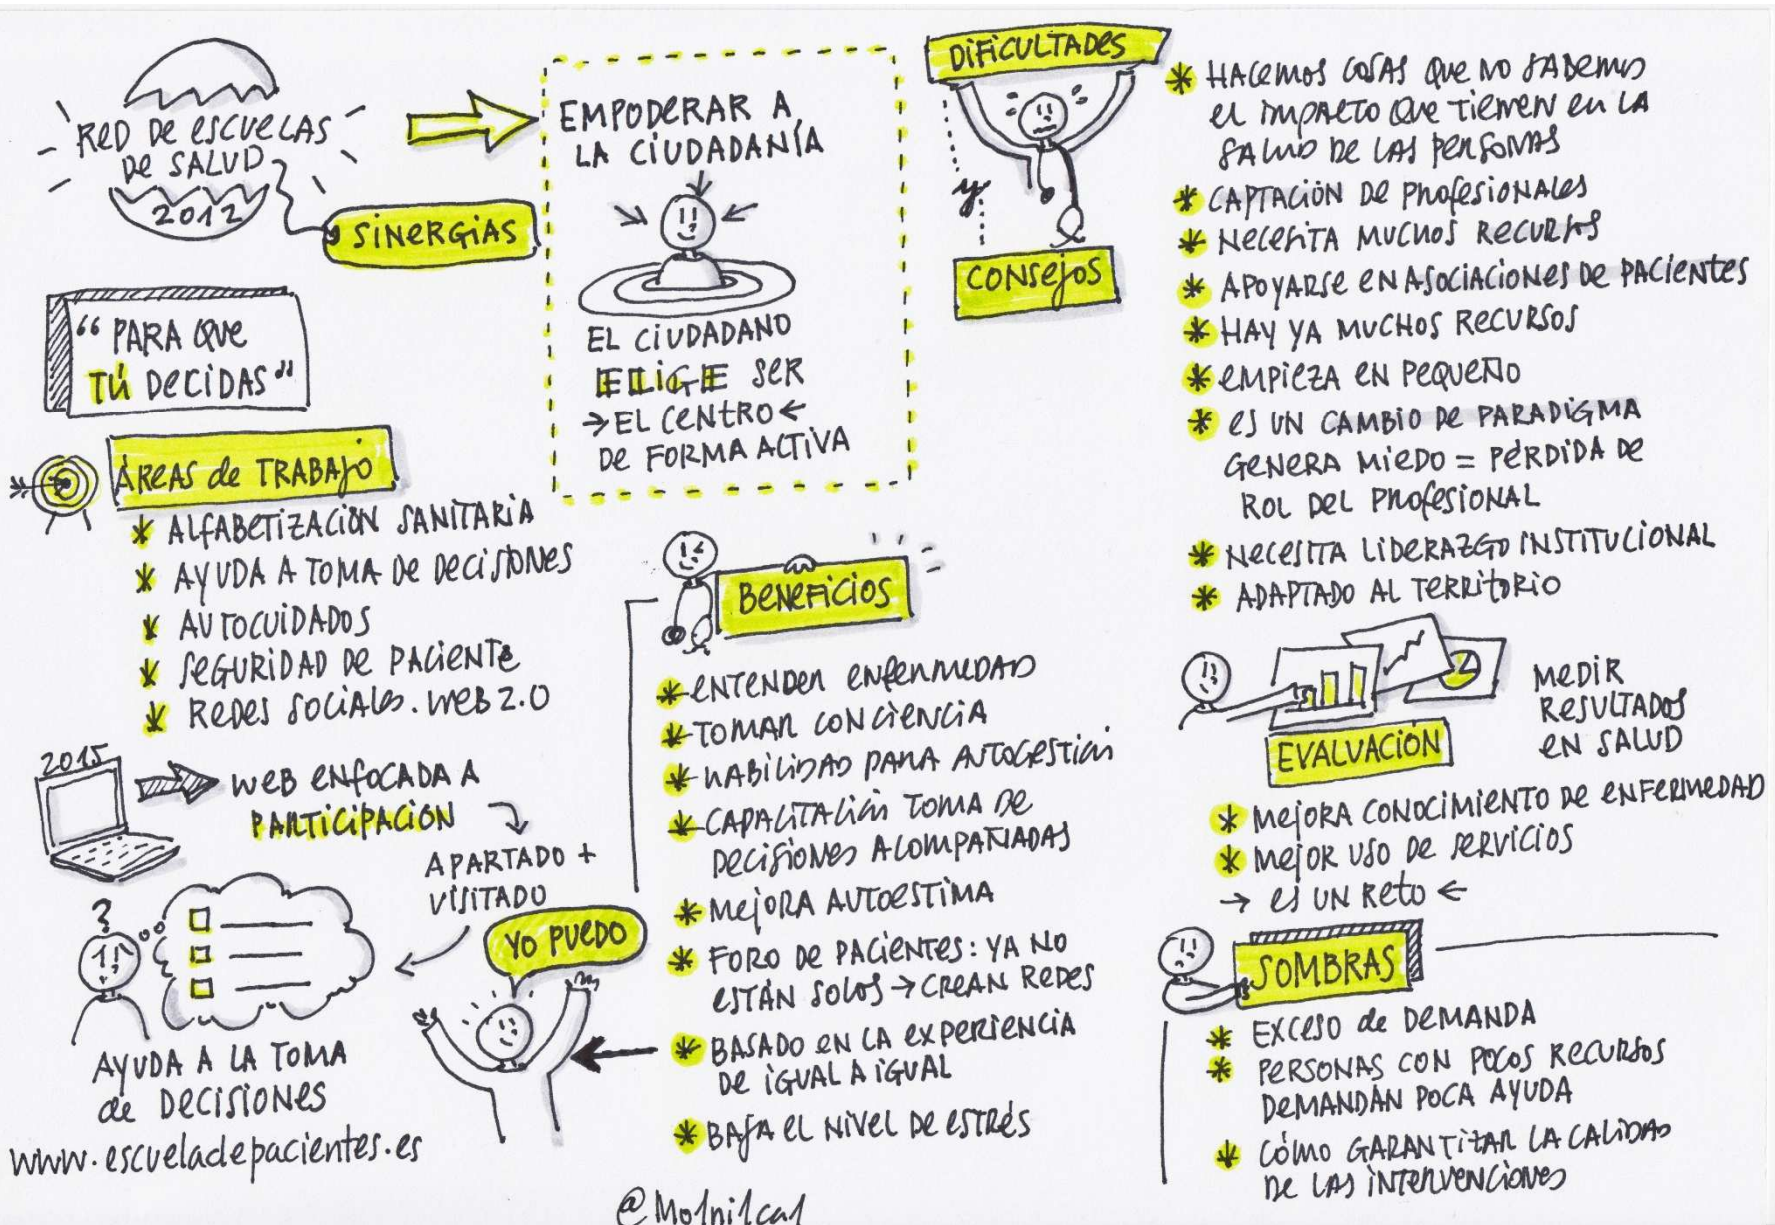 RED DE ESCUELAS
DE SALUD
2012
SINERGIAS
EMPODERAR A
LA CIUDADANÍA
EL CIUDADANO
ELIGE SER
→ EL CENTRO ←
DE FORMA ACTIVA
"PARA QUE
TÚ DECIDAS"
ÁREAS de TRABAJO
* ALFABETIZACIÓN SANITARIA
* AYUDA A TOMA DE DECISIONES
* AUTOCUIDADOS
* SEGURIDAD DE PACIENTE
* REDES SOCIALES. WEB 2.0
2015
WEB ENFOCADA A
PARTICIPACIÓN
APARTADO +
VISITADO
?
AYUDA A LA TOMA
de DECISIONES
www.escueladepacientes.es
YO PUEDO
BENEFICIOS
* ENTENDER ENFERMEDAD
* TOMAR CONCIENCIA
* HABILIDAD PARA AUTOGESTIÓN
* CAPACITACIÓN TOMA DE
DECISIONES ACOMPAÑADAS
* MEJORA AUTOESTIMA
* FORO DE PACIENTES: YA NO
ESTÁN SOLOS → CREAN REDES
* BASADO EN LA EXPERIENCIA
DE IGUAL A IGUAL
* BAJA EL NIVEL DE ESTRÉS
DIFICULTADES
y
CONSEJOS
* HACEMOS COSAS QUE NO SABEMOS
EL IMPACTO QUE TIENEN EN LA
SALUD DE LAS PERSONAS
* CAPTACIÓN DE PROFESIONALES
* NECESITA MUCHOS RECURSOS
* APOYARSE EN ASOCIACIONES DE PACIENTES
* HAY YA MUCHOS RECURSOS
* EMPIEZA EN PEQUEÑO
* ES UN CAMBIO DE PARADIGMA
GENERA MIEDO = PÉRDIDA DE
ROL DEL PROFESIONAL
* NECESITA LIDERAZGO INSTITUCIONAL
* ADAPTADO AL TERRITORIO
EVALUACIÓN
MEDIR
RESULTADOS
EN SALUD
* MEJORA CONOCIMIENTO DE ENFERMEDAD
* MEJOR USO DE SERVICIOS
→ ES UN RETO ←
SOMBRAS
* EXCESO de DEMANDA
* PERSONAS CON POCOS RECURSOS
DEMANDAN POCA AYUDA
* CÓMO GARANTIZAR LA CALIDAD
DE LAS INTERVENCIONES